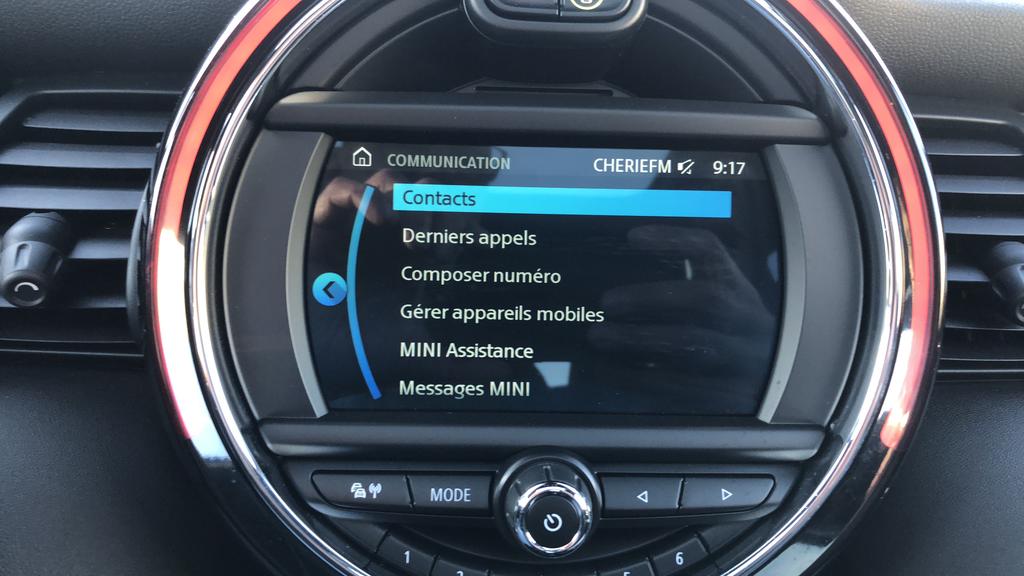 COMMUNICATION CHERIEFM 9:17
Contacts
Derniers appels
Composer numéro
Gérer appareils mobiles
MINI Assistance
Messages MINI
MODE
1 6